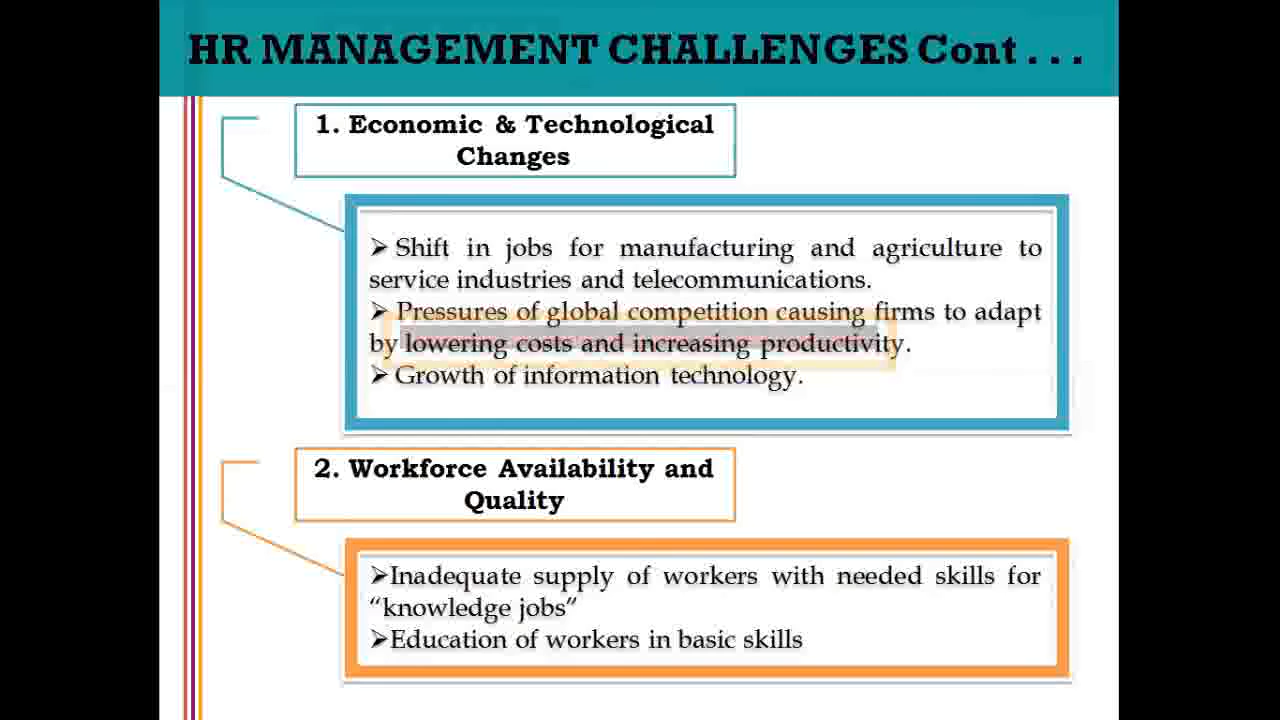 HR MANAGEMENT CHALLENGES Cont . . .
1. Economic & Technological
Changes
➤ Shift in jobs for manufacturing and agriculture to
service industries and telecommunications.
➤ Pressures of global competition causing firms to adapt
by lowering costs and increasing productivity.
➤ Growth of information technology.
2. Workforce Availability and
Quality
➤Inadequate supply of workers with needed skills for
“knowledge jobs”
➤Education of workers in basic skills